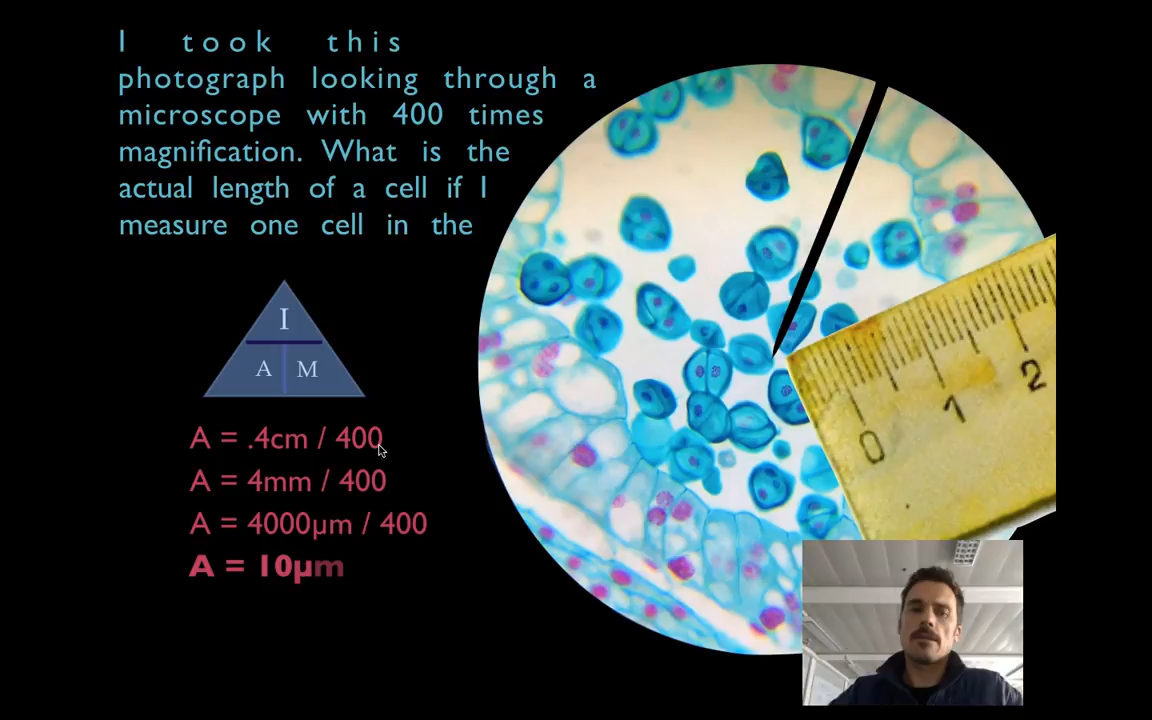 I took this
photograph looking through a
microscope with 400 times
magnification. What is the
actual length of a cell if I
measure one cell in the
I
A M
A = .4cm / 400
A = 4mm / 400
A = 4000µm / 400
A = 10µm
0 1 2